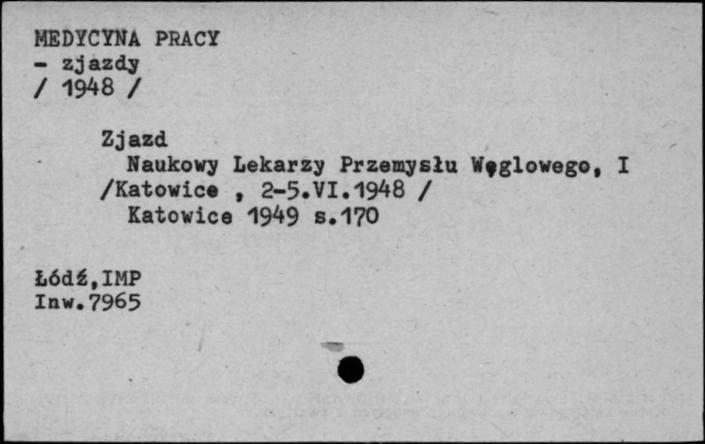 MEDYCYNA PRACY
- zjazdy
/ 1948 /
Zjazd
Naukowy Lekarzy Przemysłu Węglowego, I
/Katowice , 2-5.VI.1948 /
Katowice 1949 s.170
Łódź,IMP
Inw.7965